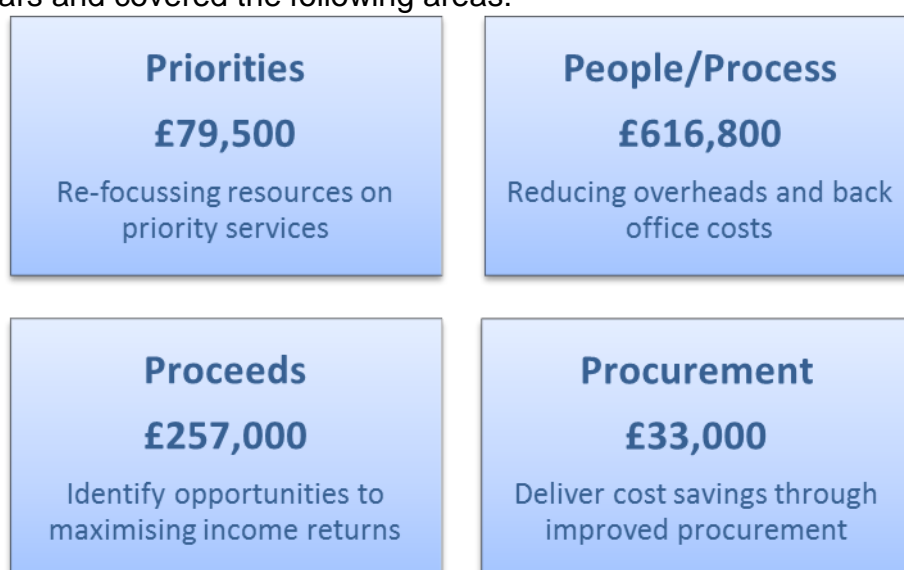 ars and covered the following areas:
Priorities
£79,500
Re-focussing resources on
priority services
People/Process
£616,800
Reducing overheads and back
office costs
Proceeds
£257,000
Identify opportunities to
maximising income returns
Procurement
£33,000
Deliver cost savings through
improved procurement